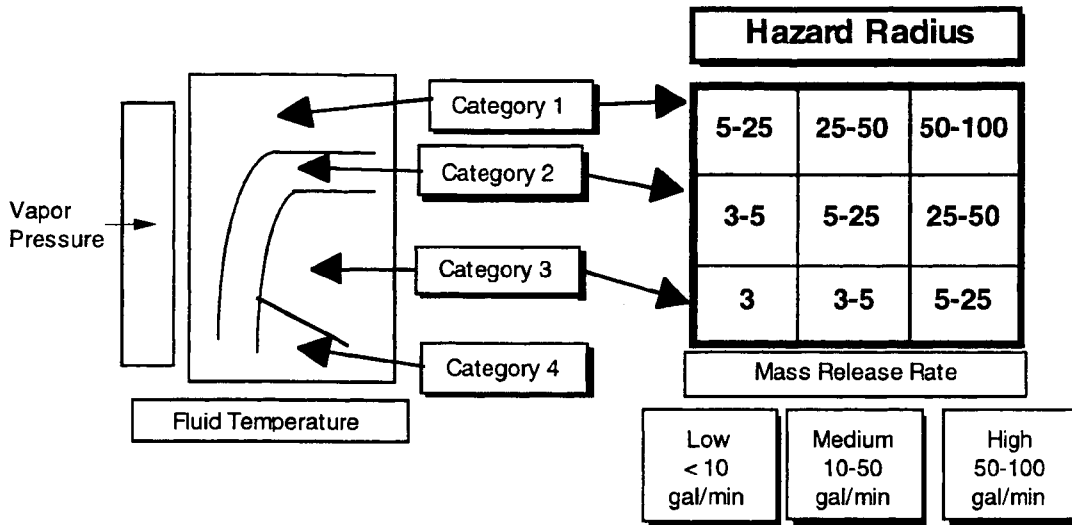 Hazard Radius
Category 1
5-25 25-50 50-100
Category 2
Vapor
Pressure
3-5 5-25 25-50
Category 3
3 3-5 5-25
Category 4
Mass Release Rate
Fluid Temperature
Low
< 10
gal/min
Medium
10-50
gal/min
High
50-100
gal/min